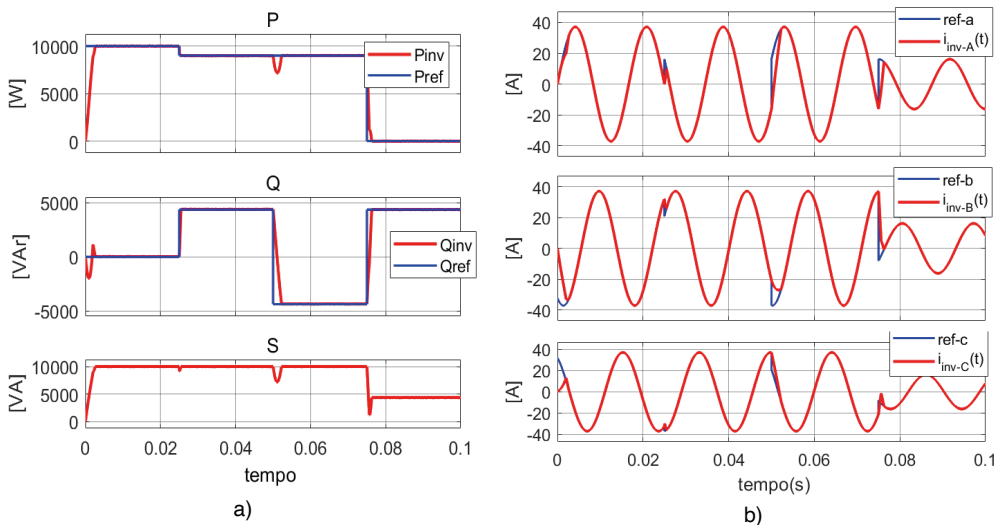 P
10000
5000
0
[W]
Pinv
Pref
Q
5000
0
-5000
[VAr]
Qinv
Qref
S
10000
5000
0
[VA]
0 0.02 0.04 0.06 0.08 0.1
tempo
a)
40
20
0
-20
-40
[A]
ref-a
i_inv-A(t)
40
20
0
-20
-40
[A]
ref-b
i_inv-B(t)
40
20
0
-20
-40
[A]
ref-c
i_inv-C(t)
0 0.02 0.04 0.06 0.08 0.1
tempo(s)
b)